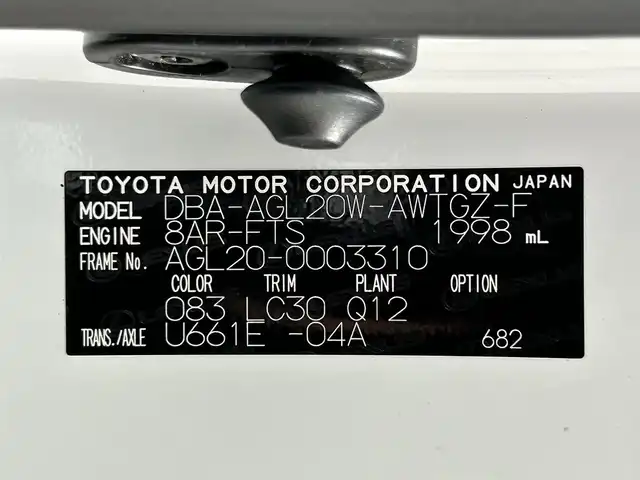 TOYOTA MOTOR CORPORATION JAPAN
MODEL DBA-AGL20W-AWTGZ-F
ENGINE 8AR-FTS 1998 mL
FRAME No. AGL20-0003310
COLOR TRIM PLANT OPTION
083 LC30 Q12
TRANS./AXLE U661E -04A 682